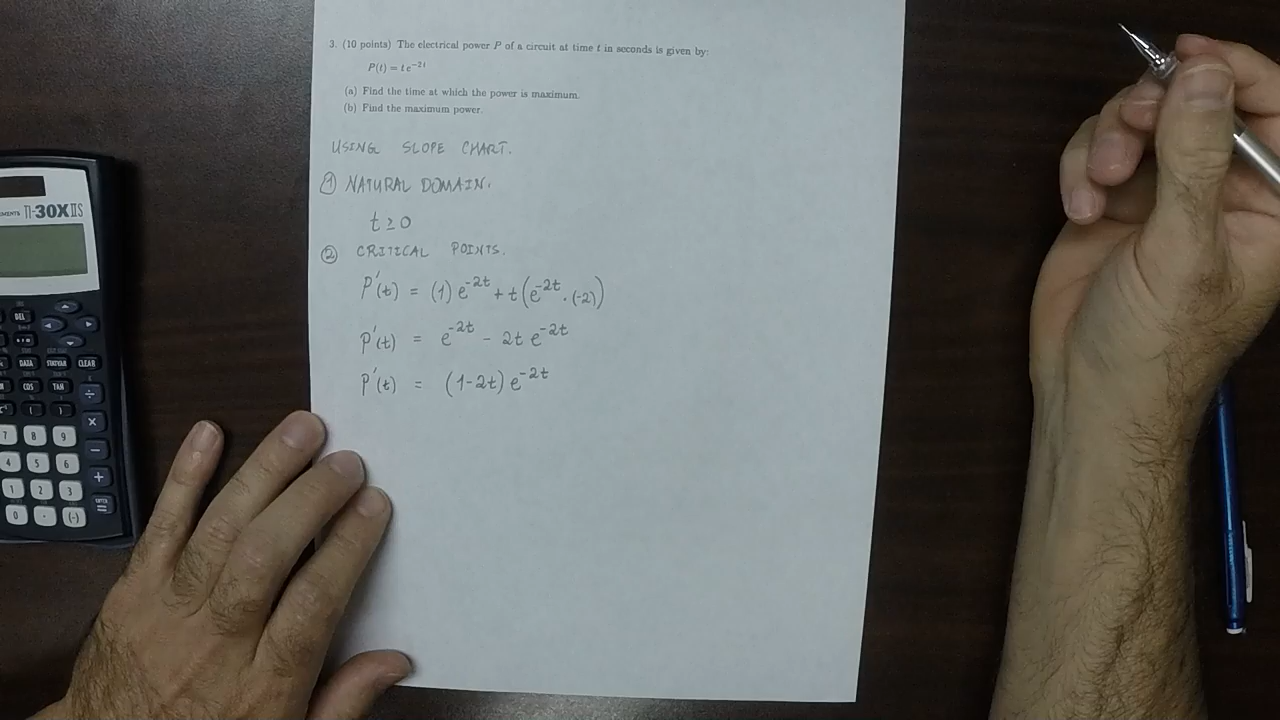 3. (10 points) The electrical power P of a circuit at time t in seconds is given by:
P(t) = te⁻²ᵗ
(a) Find the time at which the power is maximum.
(b) Find the maximum power.
USING SLOPE CHART.
① NATURAL DOMAIN.
t ≥ 0
② CRITICAL POINTS.
P'(t) = (1) e⁻²ᵗ + t(e⁻²ᵗ · (-2))
P'(t) = e⁻²ᵗ - 2t e⁻²ᵗ
P'(t) = (1-2t) e⁻²ᵗ
TI-30X IIS
DEL
DATA STATVAR CLEAR
COS TAN ÷
( ) ×
7 8 9 −
4 5 6 +
1 2 3
0 . (-) =